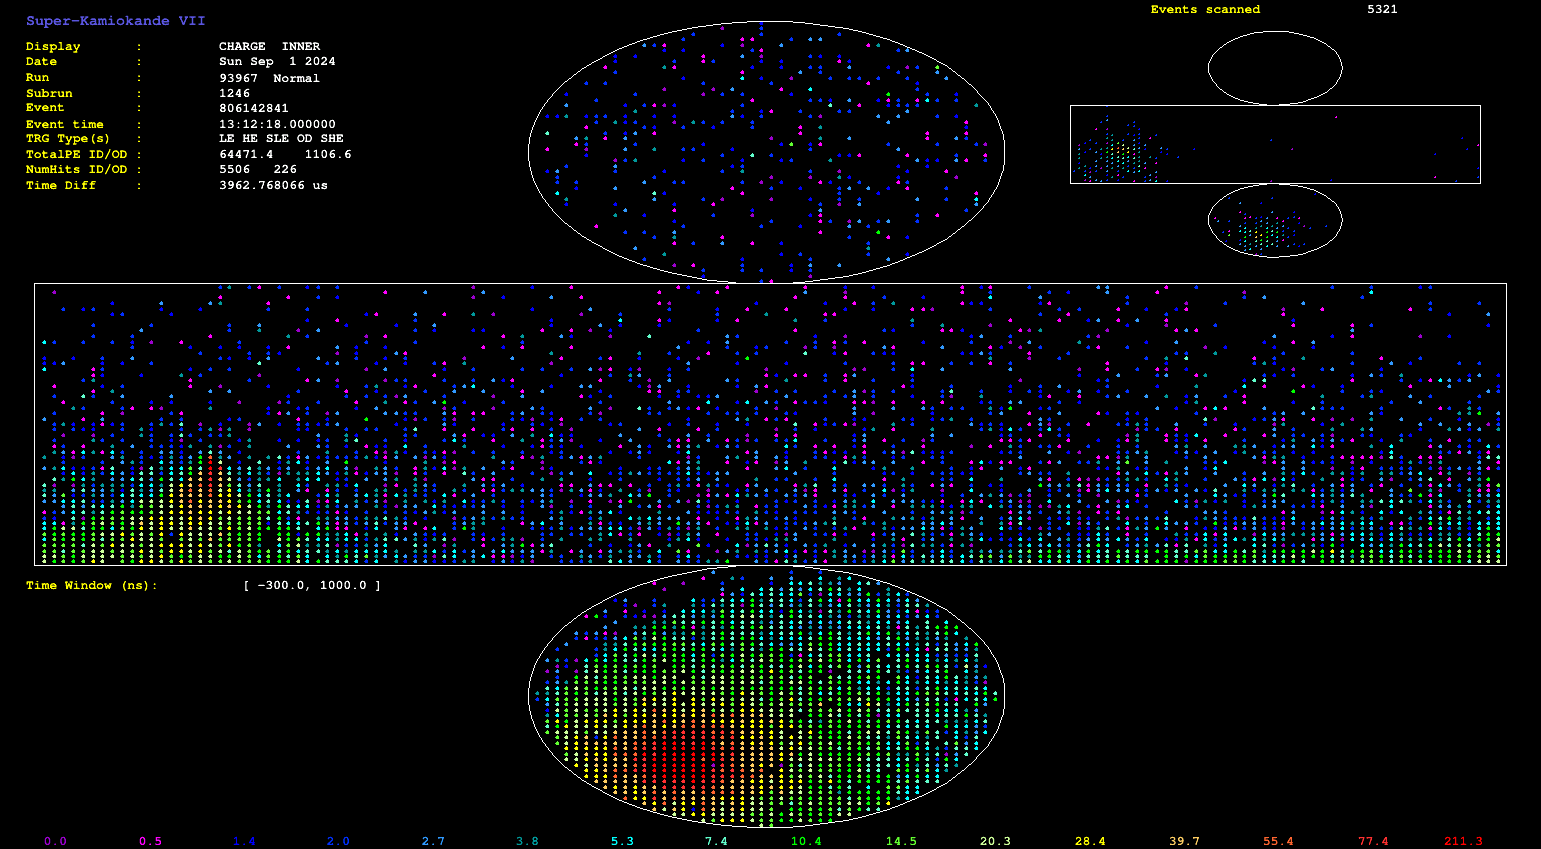 Super-Kamiokande VII
Events scanned 5321
Display : CHARGE INNER
Date : Sun Sep 1 2024
Run : 93967 Normal
Subrun : 1246
Event : 806142841
Event time : 13:12:18.000000
TRG Type(s) : LE HE SLE OD SHE
TotalPE ID/OD : 64471.4 1106.6
NumHits ID/OD : 5506 226
Time Diff : 3962.768066 us
Time Window (ns): [ -300.0, 1000.0 ]
0.0 0.5 1.4 2.0 2.7 3.8 5.3 7.4 10.4 14.5 20.3 28.4 39.7 55.4 77.4 211.3